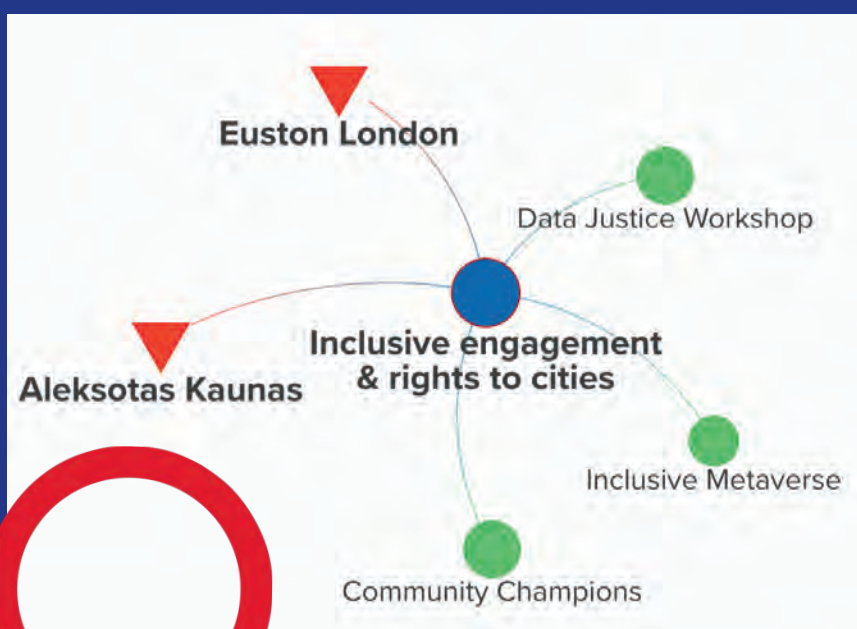 Euston London
Data Justice Workshop
Inclusive engagement
& rights to cities
Aleksotas Kaunas
Inclusive Metaverse
Community Champions